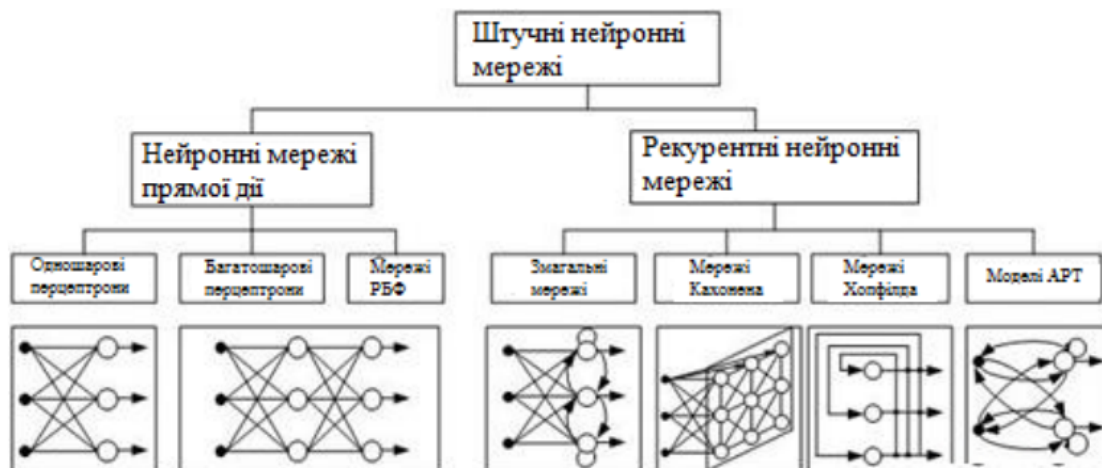 Штучні нейронні
мережі
Нейронні мережі
прямої дії
Рекурентні нейронні
мережі
Одношарові
перцептрони
Багатошарові
перцептрони
Мережі
РБФ
Змагальні
мережі
Мережі
Кахонена
Мережі
Хопфілда
Моделі АРТ